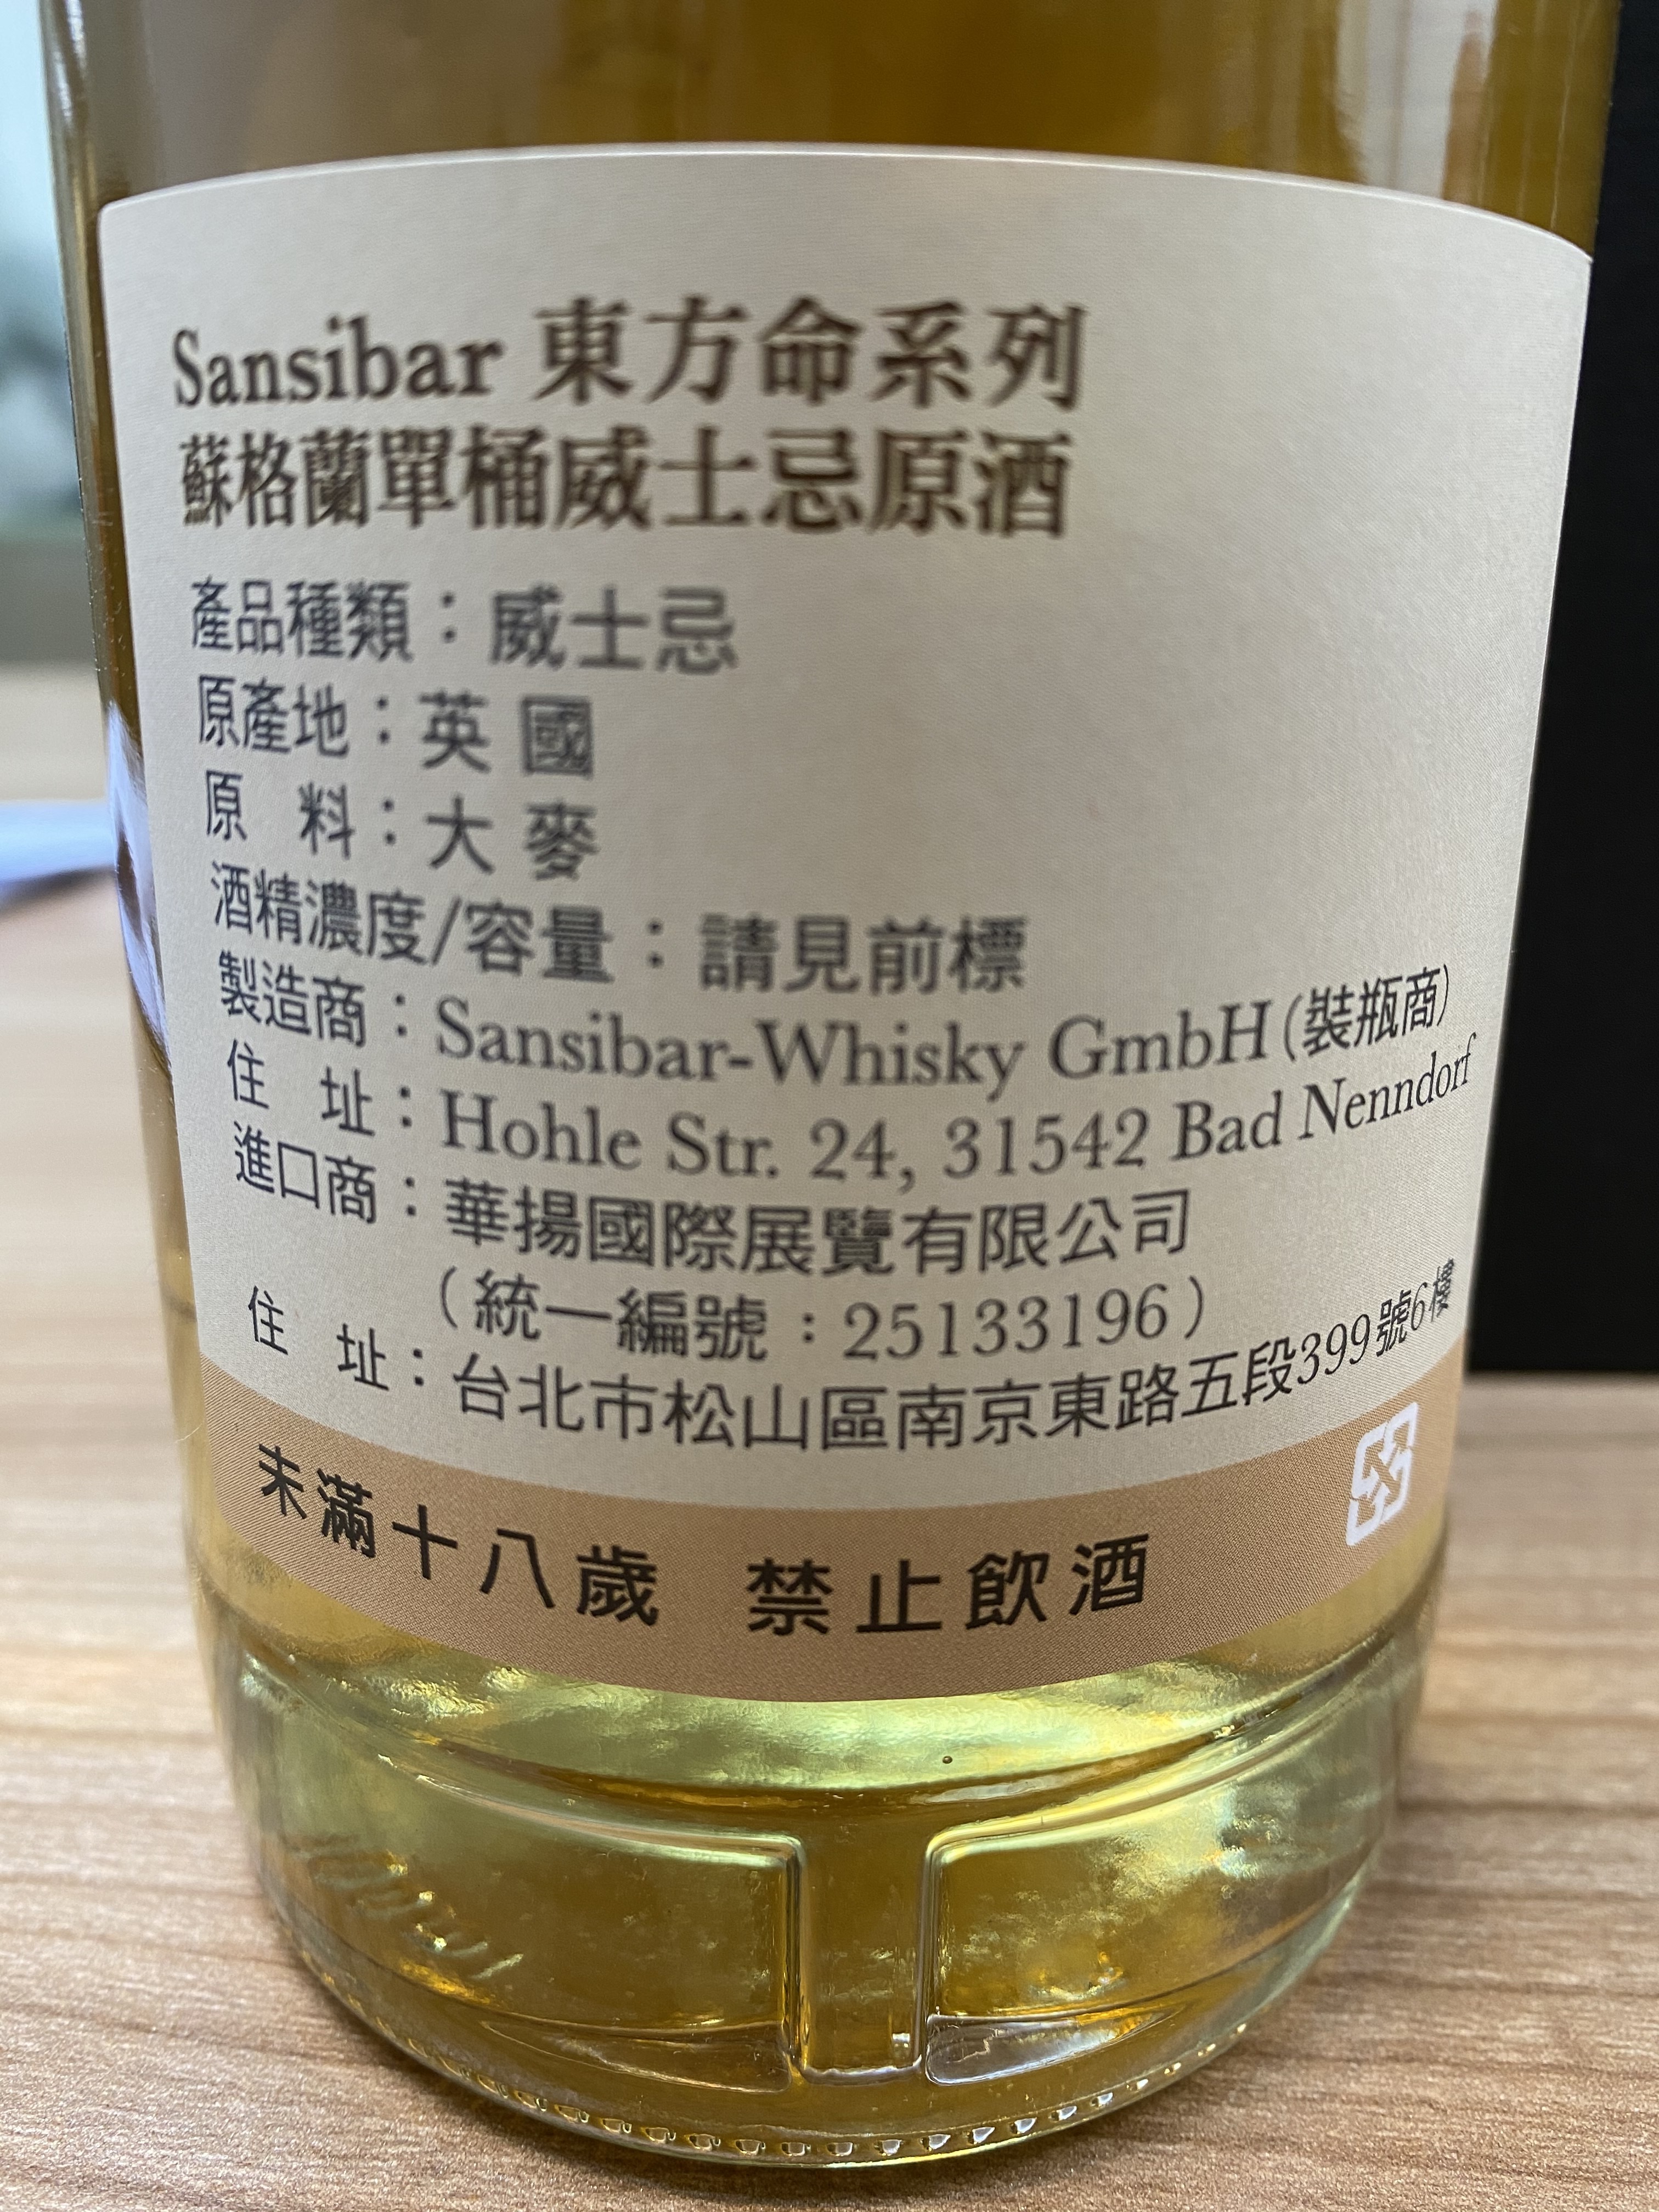 Sansibar 東方命系列
蘇格蘭單桶威士忌原酒
產品種類：威士忌
原產地：英國
原　料：大麥
酒精濃度/容量：請見前標
製造商：Sansibar-Whisky GmbH(裝瓶商)
住　址：Hohle Str. 24, 31542 Bad Nenndorf
進口商：華揚國際展覽有限公司
（統一編號：25133196）
住　址：台北市松山區南京東路五段399號6樓
未滿十八歲 禁止飲酒